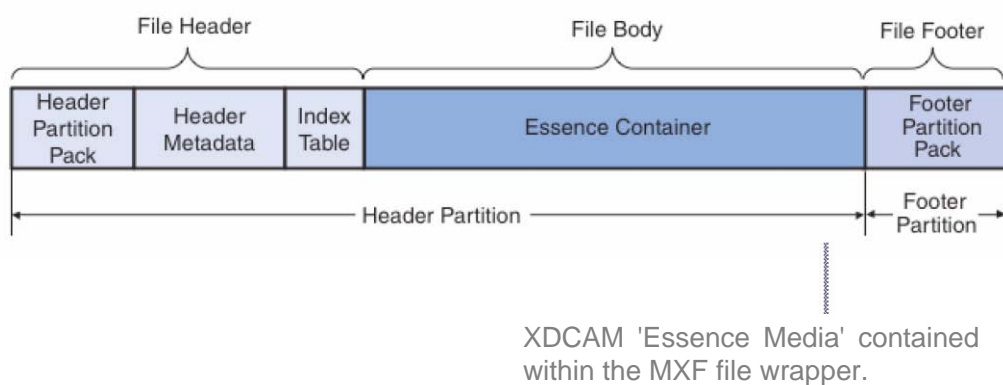 File Header
File Body
File Footer
Header
Partition
Pack
Header
Metadata
Index
Table
Essence Container
Footer
Partition
Pack
Header Partition
Footer
Partition
XDCAM 'Essence Media' contained
within the MXF file wrapper.